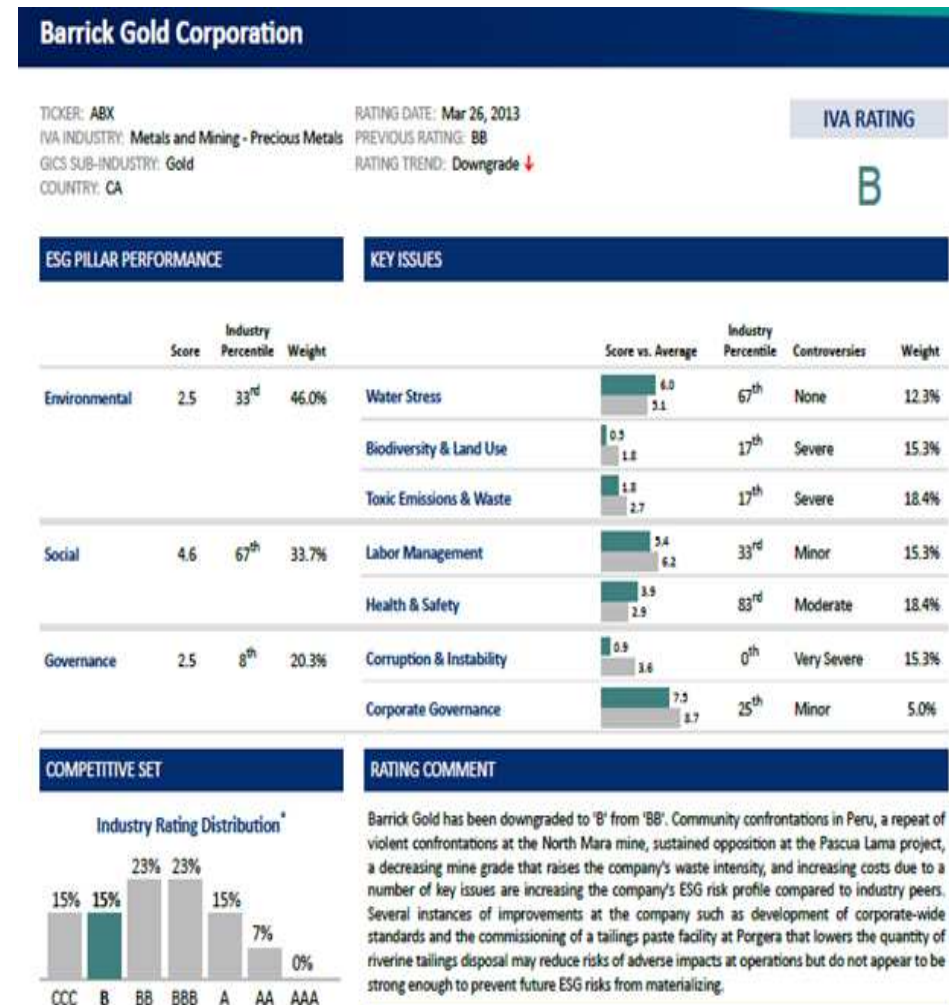 Barrick Gold Corporation
TICKER: ABX
IVA INDUSTRY: Metals and Mining - Precious Metals
GICS SUB-INDUSTRY: Gold
COUNTRY: CA
RATING DATE: Mar 26, 2013
PREVIOUS RATING: BB
RATING TREND: Downgrade ↓
IVA RATING
B
ESG PILLAR PERFORMANCE
Score Industry Percentile Weight
Environmental 2.5 33rd 46.0%
Social 4.6 67th 33.7%
Governance 2.5 8th 20.3%
KEY ISSUES
Score vs. Average Industry Percentile Controversies Weight
Water Stress 6.0 5.1 67th None 12.3%
Biodiversity & Land Use 1.8 17th Severe 15.3%
Toxic Emissions & Waste 1.8 2.7 17th Severe 18.4%
Labor Management 5.4 6.2 33rd Minor 15.3%
Health & Safety 3.9 2.9 83rd Moderate 18.4%
Corruption & Instability 0.9 3.6 0th Very Severe 15.3%
Corporate Governance 25th Minor 5.0%
COMPETITIVE SET
Industry Rating Distribution*
15% 15% 23% 23% 15% 7% 0%
CCC B BB BBB A AA AAA
RATING COMMENT
Barrick Gold has been downgraded to 'B' from 'BB'. Community confrontations in Peru, a repeat of
violent confrontations at the North Mara mine, sustained opposition at the Pascua Lama project,
a decreasing mine grade that raises the company's waste intensity, and increasing costs due to a
number of key issues are increasing the company's ESG risk profile compared to industry peers.
Several instances of improvements at the company such as development of corporate-wide
standards and the commissioning of a tailings paste facility at Porgera that lowers the quantity of
riverine tailings disposal may reduce risks of adverse impacts at operations but do not appear to be
strong enough to prevent future ESG risks from materializing.